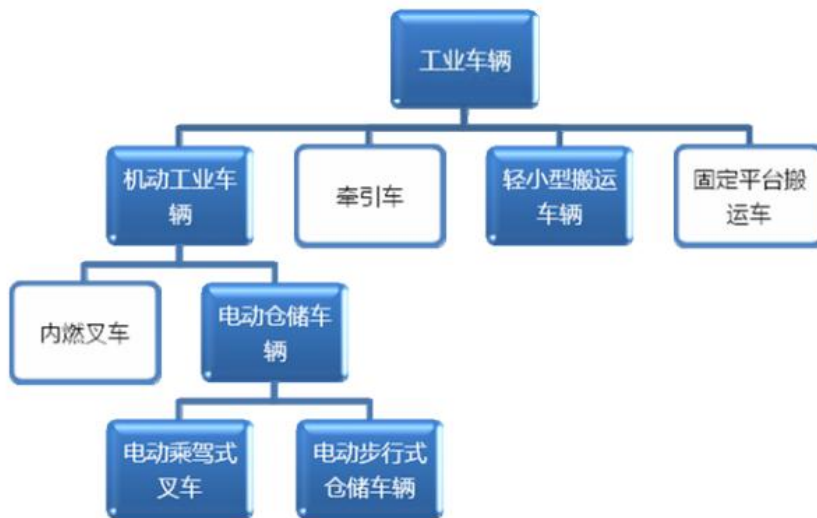 工业车辆
机动工业车
辆
牵引车
轻小型搬运
车辆
固定平台搬
运车
内燃叉车
电动仓储车
辆
电动乘驾式
叉车
电动步行式
仓储车辆